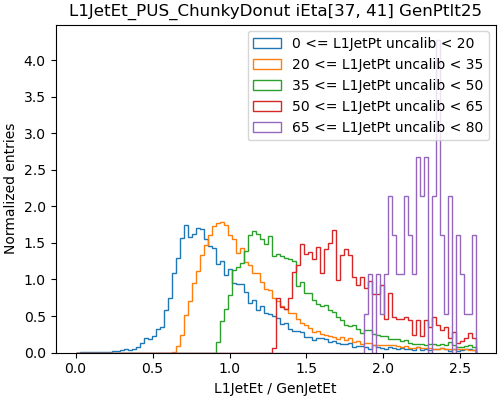 L1JetEt_PUS_ChunkyDonut iEta[37, 41] GenPtlt25
0 <= L1JetPt uncalib < 20
20 <= L1JetPt uncalib < 35
35 <= L1JetPt uncalib < 50
50 <= L1JetPt uncalib < 65
65 <= L1JetPt uncalib < 80
Normalized entries
4.0
3.5
3.0
2.5
2.0
1.5
1.0
0.5
0.0
0.0 0.5 1.0 1.5 2.0 2.5
L1JetEt / GenJetEt